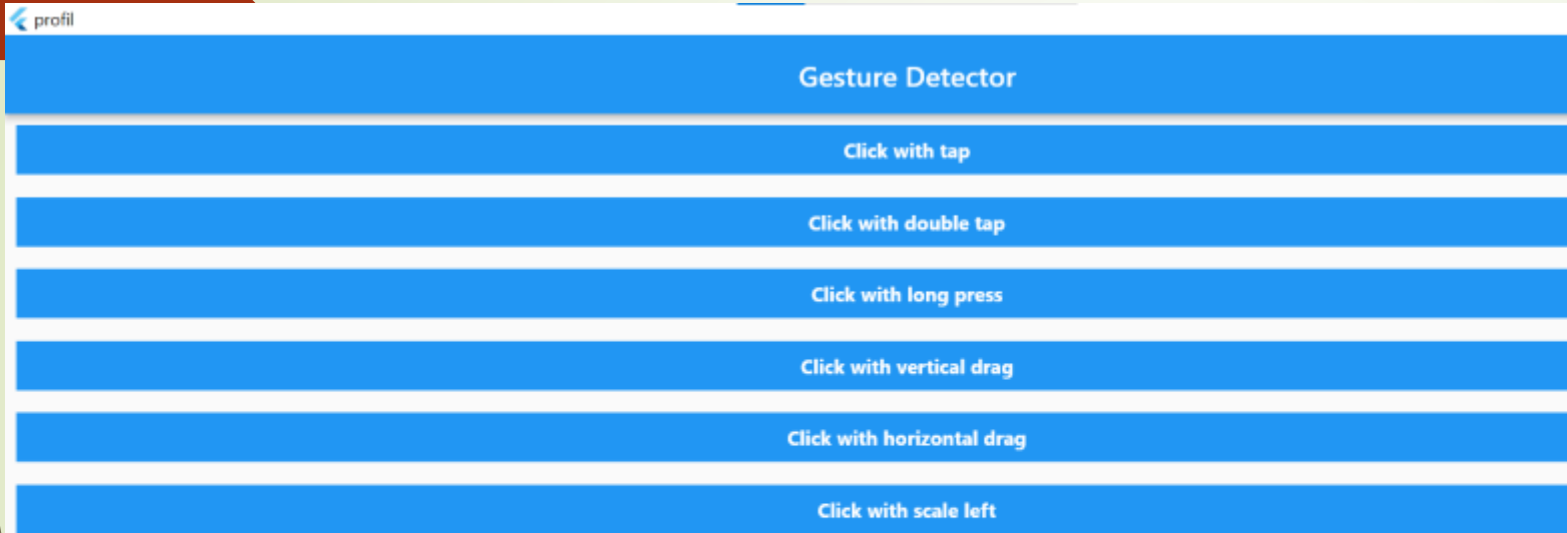 profil
Gesture Detector
Click with tap
Click with double tap
Click with long press
Click with vertical drag
Click with horizontal drag
Click with scale left